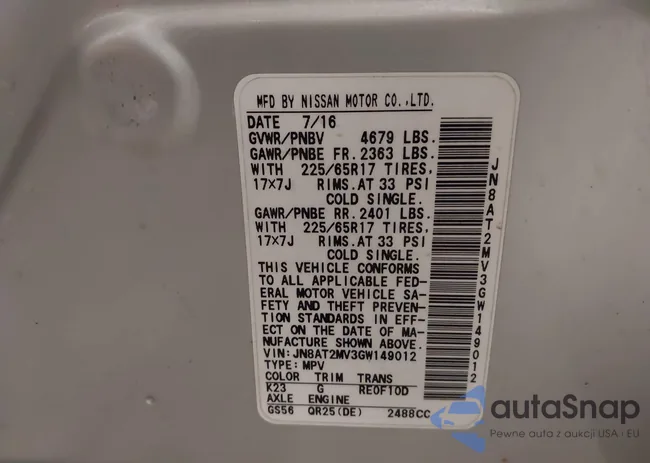 MFD BY NISSAN MOTOR CO.,LTD.
DATE 7/16
GVWR/PNBV 4679 LBS.
GAWR/PNBE FR. 2363 LBS.
WITH 225/65R17 TIRES,
17×7J RIMS.AT 33 PSI
COLD SINGLE.
GAWR/PNBE RR. 2401 LBS.
WITH 225/65R17 TIRES,
17×7J RIMS.AT 33 PSI
COLD SINGLE.
THIS VEHICLE CONFORMS
TO ALL APPLICABLE FED-
ERAL MOTOR VEHICLE SA-
FETY AND THEFT PREVEN-
TION STANDARDS IN EFF-
ECT ON THE DATE OF MA-
NUFACTURE SHOWN ABOVE.
VIN: JN8AT2MV3GW149012
TYPE: MPV
COLOR TRIM TRANS
K23 G RE0F10D
AXLE ENGINE
GS56 QR25(DE) 2488CC
JN8AT2MV3GW149012
autoSnap
Pewne auta z aukcji USA i EU